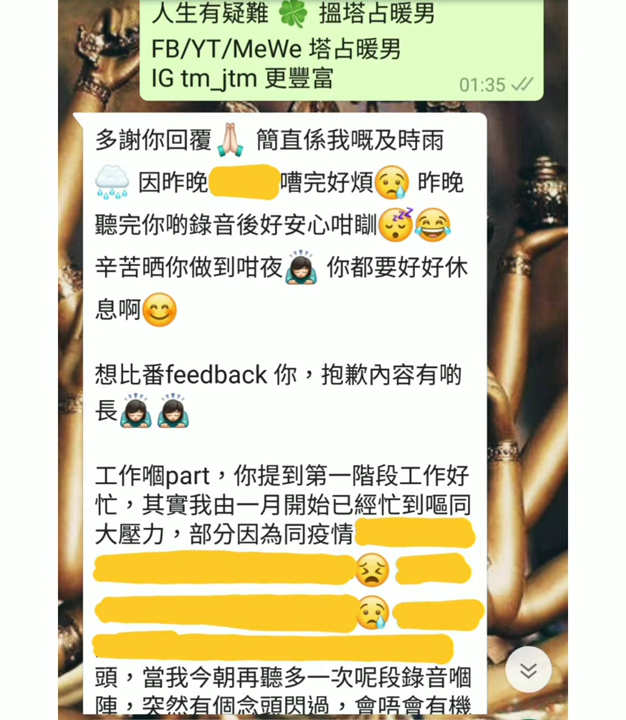 人生有疑難 🍀 搵塔占暖男
FB/YT/MeWe 塔占暖男
IG tm_jtm 更豐富
01:35
多謝你回覆🙏🏻 簡直係我嘅及時雨
🌧️ 因昨晚 嘈完好煩😢 昨晚
聽完你啲錄音後好安心咁瞓😴😂
辛苦晒你做到咁夜🙇🏻‍♀️ 你都要好好休
息啊😊
想比番feedback 你，抱歉內容有啲
長🙇🏻‍♀️🙇🏻‍♀️
工作嗰part，你提到第一階段工作好
忙，其實我由一月開始已經忙到嘔同
大壓力，部分因為同疫情
😣
😢
頭，當我今朝再聽多一次呢段錄音嗰
陣，突然有個念頭閃過，會唔會有機